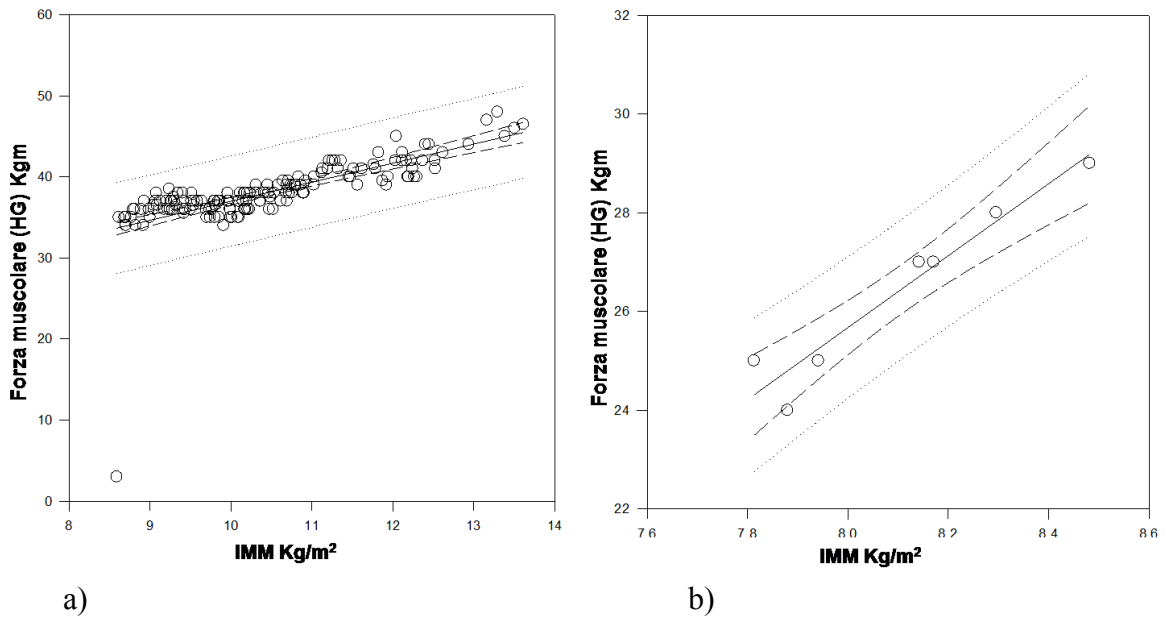 60
50
40
30
20
10
0
Forza muscolare (HG) Kgm
8 9 10 11 12 13 14
IMM Kg/m²
a)
32
30
28
26
24
22
Forza muscolare (HG) Kgm
7.6 7.8 8.0 8.2 8.4 8.6
IMM Kg/m²
b)